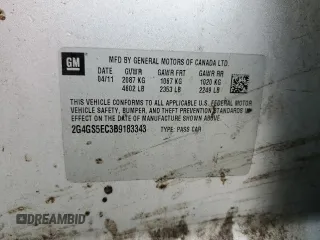 GM
MFD BY GENERAL MOTORS OF CANADA LTD.
DATE GVWR GAWR FRT GAWR RR
04/11 2087 KG 1067 KG 1020 KG
4602 LB 2353 LB 2249 LB
THIS VEHICLE CONFORMS TO ALL APPLICABLE U.S. FEDERAL MOTOR
VEHICLE SAFETY, BUMPER, AND THEFT PREVENTION STANDARDS
IN EFFECT ON THE DATE OF MANUFACTURE SHOWN ABOVE.
2G4GS5EC3B9183343 TYPE: PASS CAR
DREAMBID